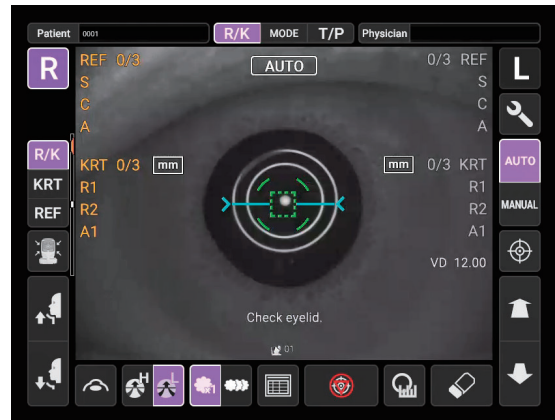 Patient 0001 R/K MODE T/P Physician
R REF 0/3 AUTO 0/3 REF L
S S
C C
A A
R/K KRT 0/3 mm mm 0/3 KRT AUTO
KRT R1 R1
REF R2 R2 MANUAL
A1 A1
VD 12.00
Check eyelid.
01
H L x1